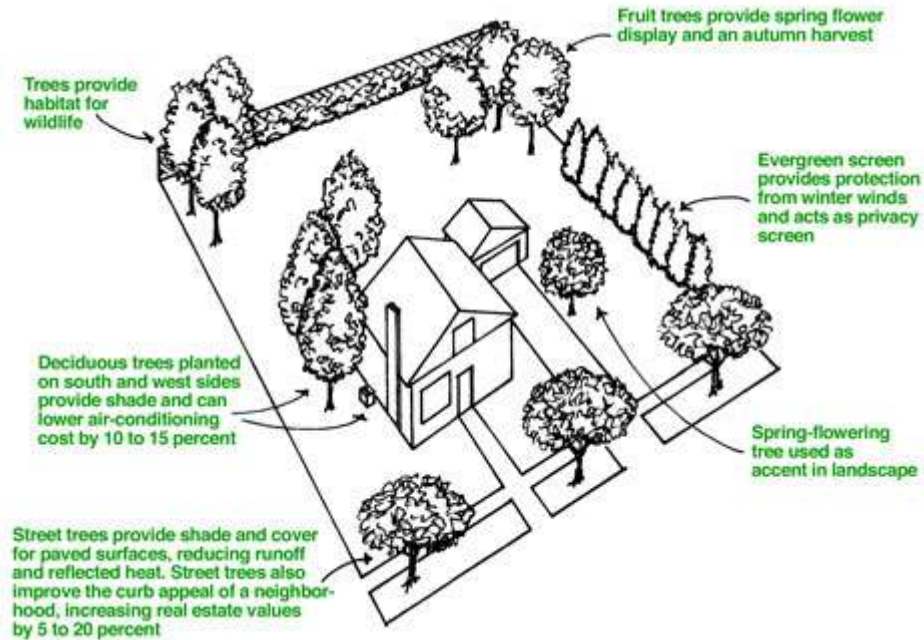 Fruit trees provide spring flower
display and an autumn harvest
Trees provide
habitat for
wildlife
Evergreen screen
provides protection
from winter winds
and acts as privacy
screen
Deciduous trees planted
on south and west sides
provide shade and can
lower air-conditioning
cost by 10 to 15 percent
Spring-flowering
tree used as
accent in landscape
Street trees provide shade and cover
for paved surfaces, reducing runoff
and reflected heat. Street trees also
improve the curb appeal of a neighbor-
hood, increasing real estate values
by 5 to 20 percent